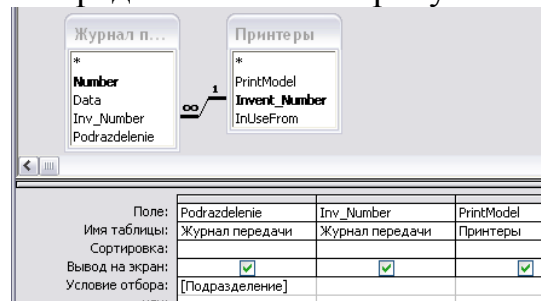 Журнал п... Принтеры
* *
Number PrintModel
Data Invent_Number
Inv_Number InUseFrom
Podrazdelenie
∞ 1
Поле: Podrazdelenie Inv_Number PrintModel
Имя таблицы: Журнал передачи Журнал передачи Принтеры
Сортировка:
Вывод на экран:
Условие отбора: [Подразделение]